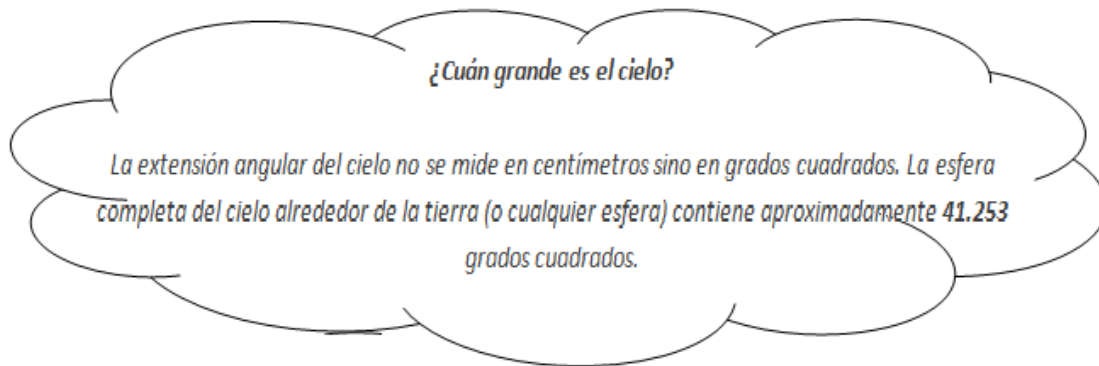 ¿Cuán grande es el cielo?
La extensión angular del cielo no se mide en centímetros sino en grados cuadrados. La esfera
completa del cielo alrededor de la tierra (o cualquier esfera) contiene aproximadamente 41.253
grados cuadrados.